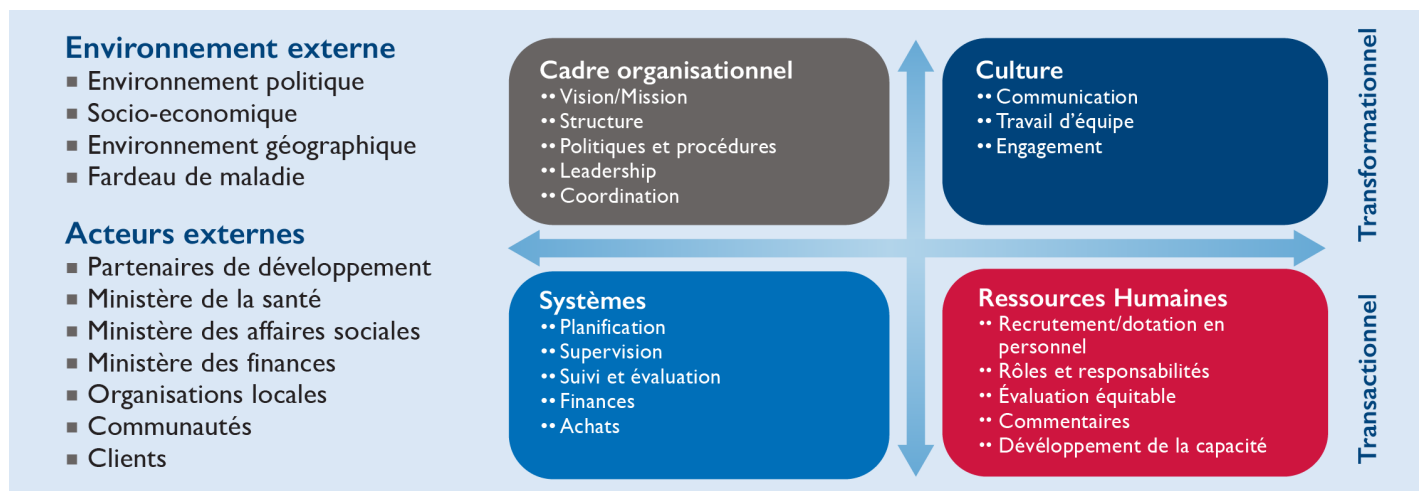 Environnement externe
▪ Environnement politique
▪ Socio-economique
▪ Environnement géographique
▪ Fardeau de maladie
Acteurs externes
▪ Partenaires de développement
▪ Ministère de la santé
▪ Ministère des affaires sociales
▪ Ministère des finances
▪ Organisations locales
▪ Communautés
▪ Clients
Cadre organisationnel
•• Vision/Mission
•• Structure
•• Politiques et procédures
•• Leadership
•• Coordination
Culture
•• Communication
•• Travail d’équipe
•• Engagement
Transformationnel
Systèmes
•• Planification
•• Supervision
•• Suivi et évaluation
•• Finances
•• Achats
Ressources Humaines
•• Recrutement/dotation en
personnel
•• Rôles et responsabilités
•• Évaluation équitable
•• Commentaires
•• Dévéloppement de la capacité
Transactionnel